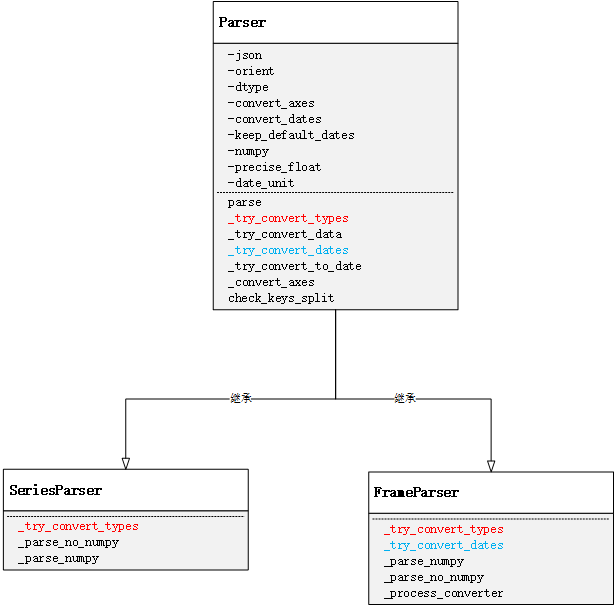 Parser
-json
-orient
-dtype
-convert_axes
-convert_dates
-keep_default_dates
-numpy
-precise_float
-date_unit
parse
_try_convert_types
_try_convert_data
_try_convert_dates
_try_convert_to_date
_convert_axes
check_keys_split
继承
继承
SeriesParser
_try_convert_types
_parse_no_numpy
_parse_numpy
FrameParser
_try_convert_types
_try_convert_dates
_parse_numpy
_parse_no_numpy
_process_converter